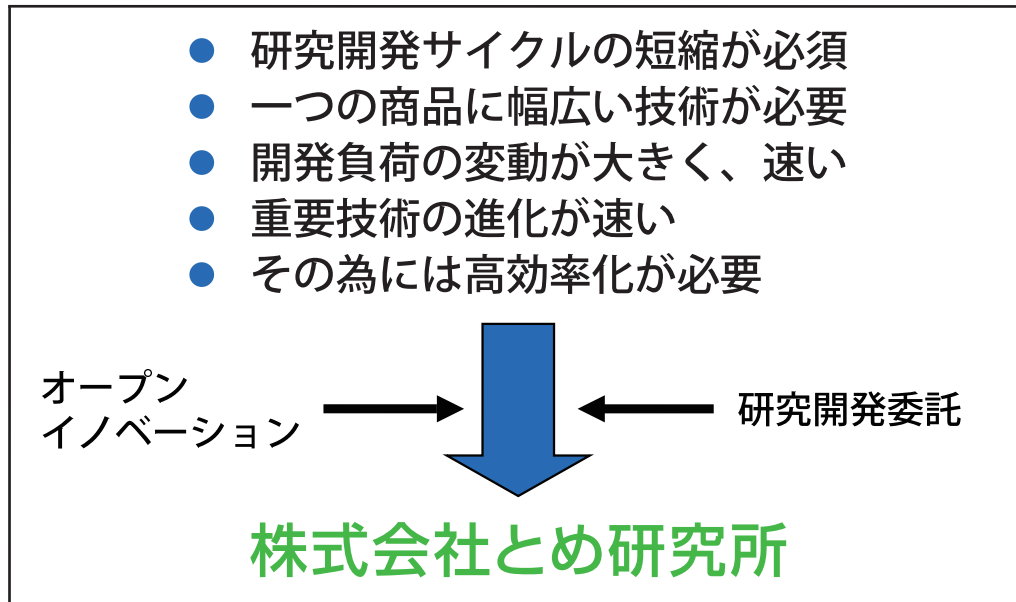 ● 研究開発サイクルの短縮が必須
● 一つの商品に幅広い技術が必要
● 開発負荷の変動が大きく、速い
● 重要技術の進化が速い
● その為には高効率化が必要
オープン
イノベーション
研究開発委託
株式会社とめ研究所